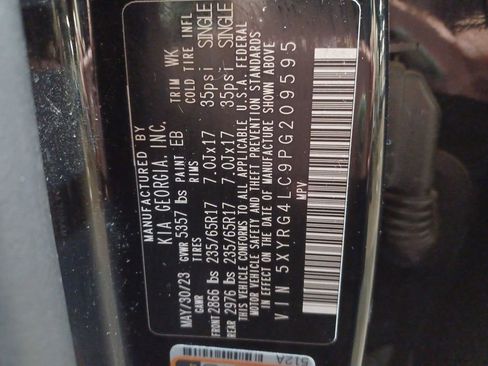 MANUFACTURED BY
KIA GEORGIA, INC.
MAY/30/23 GVWR 5357 lbs PAINT EB TRIM WK
GAWR TIRES RIMS COLD TIRE INFL
FRONT 2866 lbs 235/65R17 7.0Jx17 35psi SINGLE
REAR 2976 lbs 235/65R17 7.0Jx17 35psi SINGLE
THIS VEHICLE CONFORMS TO ALL APPLICABLE U.S.A. FEDERAL
MOTOR VEHICLE SAFETY AND THEFT PREVENTION STANDARDS
IN EFFECT ON THE DATE OF MANUFACTURE SHOWN ABOVE
VIN 5XYRG4LC9PG209595
MPV
512A